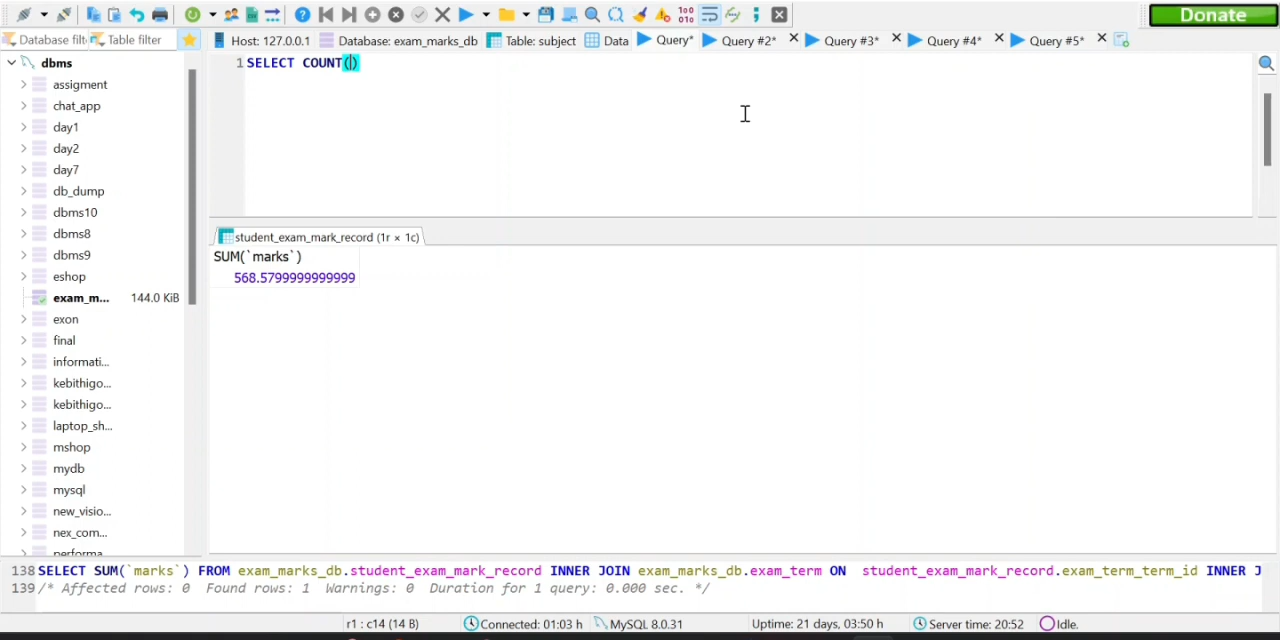 Donate
Database filt Table filter Host: 127.0.0.1 Database: exam_marks_db Table: subject Data Query* Query #2* Query #3* Query #4* Query #5*
dbms
assigment
chat_app
day1
day2
day7
db_dump
dbms10
dbms8
dbms9
eshop
exam_m... 144.0 KiB
exon
final
informati...
kebithigo...
kebithigo...
laptop_sh...
mshop
mydb
mysql
new_visio...
nex_com...
performa
1 SELECT COUNT()
student_exam_mark_record (1r × 1c)
SUM(`marks`)
568.5799999999999
138 SELECT SUM(`marks`) FROM exam_marks_db.student_exam_mark_record INNER JOIN exam_marks_db.exam_term ON student_exam_mark_record.exam_term_term_id INNER J
139 /* Affected rows: 0 Found rows: 1 Warnings: 0 Duration for 1 query: 0.000 sec. */
r1 : c14 (14 B) Connected: 01:03 h MySQL 8.0.31 Uptime: 21 days, 03:50 h Server time: 20:52 Idle.